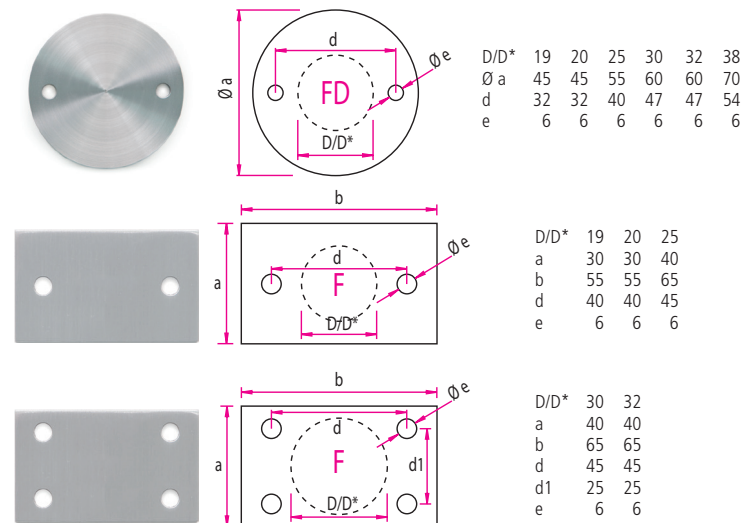 d
Ø e
Ø a
FD
D/D*
D/D* 19 20 25 30 32 38
Ø a 45 45 55 60 60 70
d 32 32 40 47 47 54
e 6 6 6 6 6 6
b
Ø e
d
a
F
D/D*
D/D* 19 20 25
a 30 30 40
b 55 55 65
d 40 40 45
e 6 6 6
b
Ø e
d
a
F
d1
D/D*
D/D* 30 32
a 40 40
b 65 65
d 45 45
d1 25 25
e 6 6